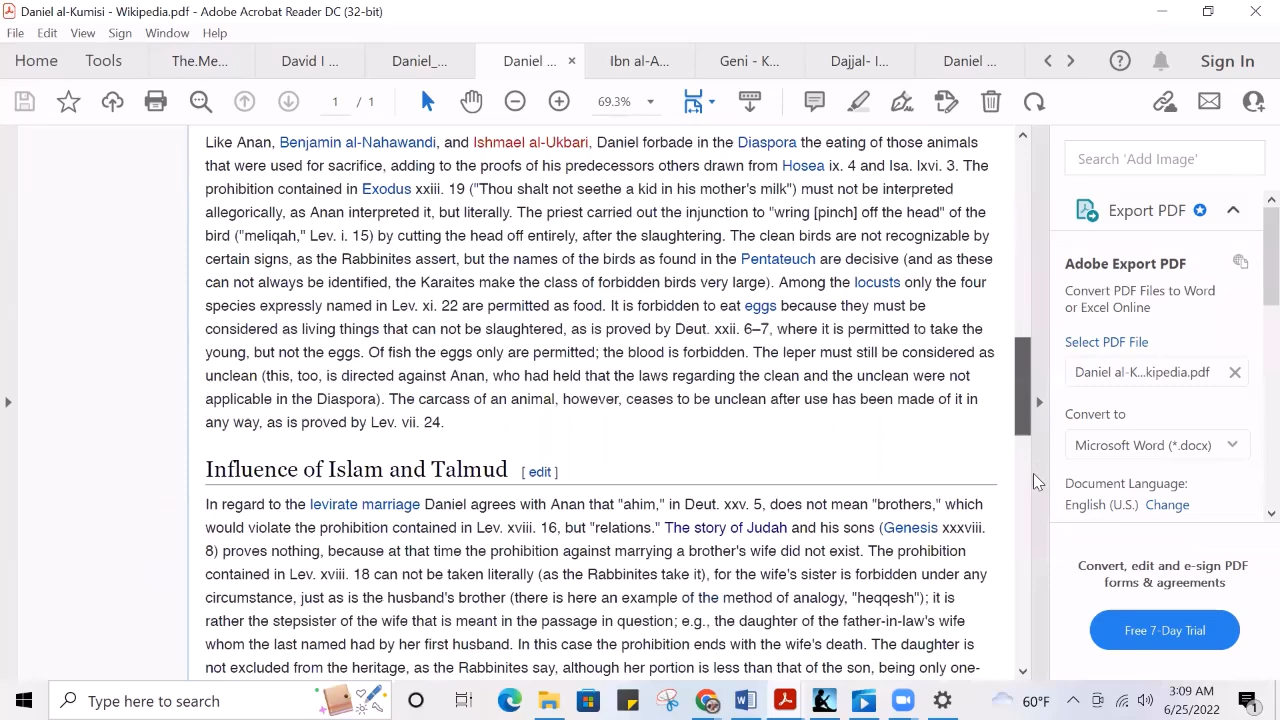 Daniel al-Kumisi - Wikipedia.pdf - Adobe Acrobat Reader DC (32-bit)
File Edit View Sign Window Help
Home Tools The.Me... David I ... Daniel_... Daniel ... × Ibn al-A... Geni - K... Dajjal- I... Daniel ... Sign In
1 / 1 69.3%
Like Anan, Benjamin al-Nahawandi, and Ishmael al-Ukbari, Daniel forbade in the Diaspora the eating of those animals
that were used for sacrifice, adding to the proofs of his predecessors others drawn from Hosea ix. 4 and Isa. lxvi. 3. The
prohibition contained in Exodus xxiii. 19 ("Thou shalt not seethe a kid in his mother's milk") must not be interpreted
allegorically, as Anan interpreted it, but literally. The priest carried out the injunction to "wring [pinch] off the head" of the
bird ("meliqah," Lev. i. 15) by cutting the head off entirely, after the slaughtering. The clean birds are not recognizable by
certain signs, as the Rabbinites assert, but the names of the birds as found in the Pentateuch are decisive (and as these
can not always be identified, the Karaites make the class of forbidden birds very large). Among the locusts only the four
species expressly named in Lev. xi. 22 are permitted as food. It is forbidden to eat eggs because they must be
considered as living things that can not be slaughtered, as is proved by Deut. xxii. 6–7, where it is permitted to take the
young, but not the eggs. Of fish the eggs only are permitted; the blood is forbidden. The leper must still be considered as
unclean (this, too, is directed against Anan, who had held that the laws regarding the clean and the unclean were not
applicable in the Diaspora). The carcass of an animal, however, ceases to be unclean after use has been made of it in
any way, as is proved by Lev. vii. 24.
Influence of Islam and Talmud [ edit ]
In regard to the levirate marriage Daniel agrees with Anan that "ahim," in Deut. xxv. 5, does not mean "brothers," which
would violate the prohibition contained in Lev. xviii. 16, but "relations." The story of Judah and his sons (Genesis xxxviii.
8) proves nothing, because at that time the prohibition against marrying a brother's wife did not exist. The prohibition
contained in Lev. xviii. 18 can not be taken literally (as the Rabbinites take it), for the wife's sister is forbidden under any
circumstance, just as is the husband's brother (there is here an example of the method of analogy, "heqqesh"); it is
rather the stepsister of the wife that is meant in the passage in question; e.g., the daughter of the father-in-law's wife
whom the last named had by her first husband. In this case the prohibition ends with the wife's death. The daughter is
not excluded from the heritage, as the Rabbinites say, although her portion is less than that of the son, being only one-
Search 'Add Image'
Export PDF
Adobe Export PDF
Convert PDF Files to Word
or Excel Online
Select PDF File
Daniel al-K...kipedia.pdf
Convert to
Microsoft Word (*.docx)
Document Language:
English (U.S.) Change
Convert, edit and e-sign PDF
forms & agreements
Free 7-Day Trial
Type here to search
60°F
3:09 AM
6/25/2022
1